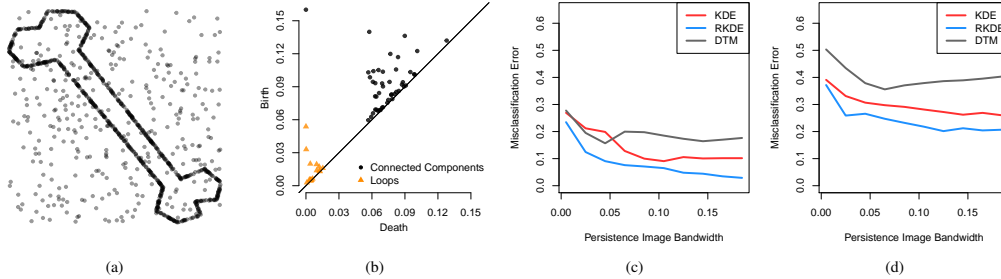 Birth
0.00 0.03 0.06 0.09 0.12 0.15
Connected Components
Loops
0.00 0.03 0.06 0.09 0.12 0.15
Death
Misclassification Error
0.0 0.1 0.2 0.3 0.4 0.5 0.6
KDE
RKDE
DTM
0.00 0.05 0.10 0.15
Persistence Image Bandwidth
Misclassification Error
0.0 0.1 0.2 0.3 0.4 0.5 0.6
KDE
RKDE
DTM
0.00 0.05 0.10 0.15
Persistence Image Bandwidth
(a)
(b)
(c)
(d)